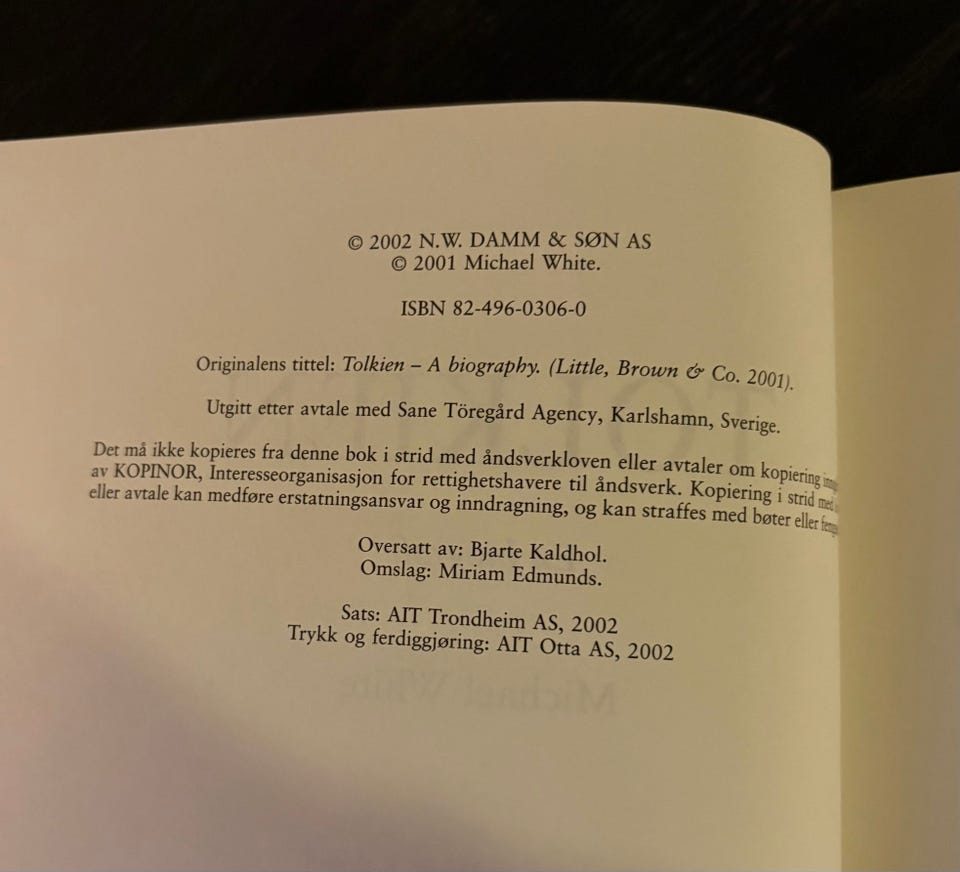 © 2002 N.W. DAMM & SØN AS
© 2001 Michael White.
ISBN 82-496-0306-0
Originalens tittel: Tolkien – A biography. (Little, Brown & Co. 2001).
Utgitt etter avtale med Sane Töregård Agency, Karlshamn, Sverige.
Det må ikke kopieres fra denne bok i strid med åndsverkloven eller avtaler om kopiering
av KOPINOR, Interesseorganisasjon for rettighetshavere til åndsverk. Kopiering i strid med
eller avtale kan medføre erstatningsansvar og inndragning, og kan straffes med bøter eller
Oversatt av: Bjarte Kaldhol.
Omslag: Miriam Edmunds.
Sats: AIT Trondheim AS, 2002
Trykk og ferdiggjøring: AIT Otta AS, 2002
TOLKIEN
Michael White